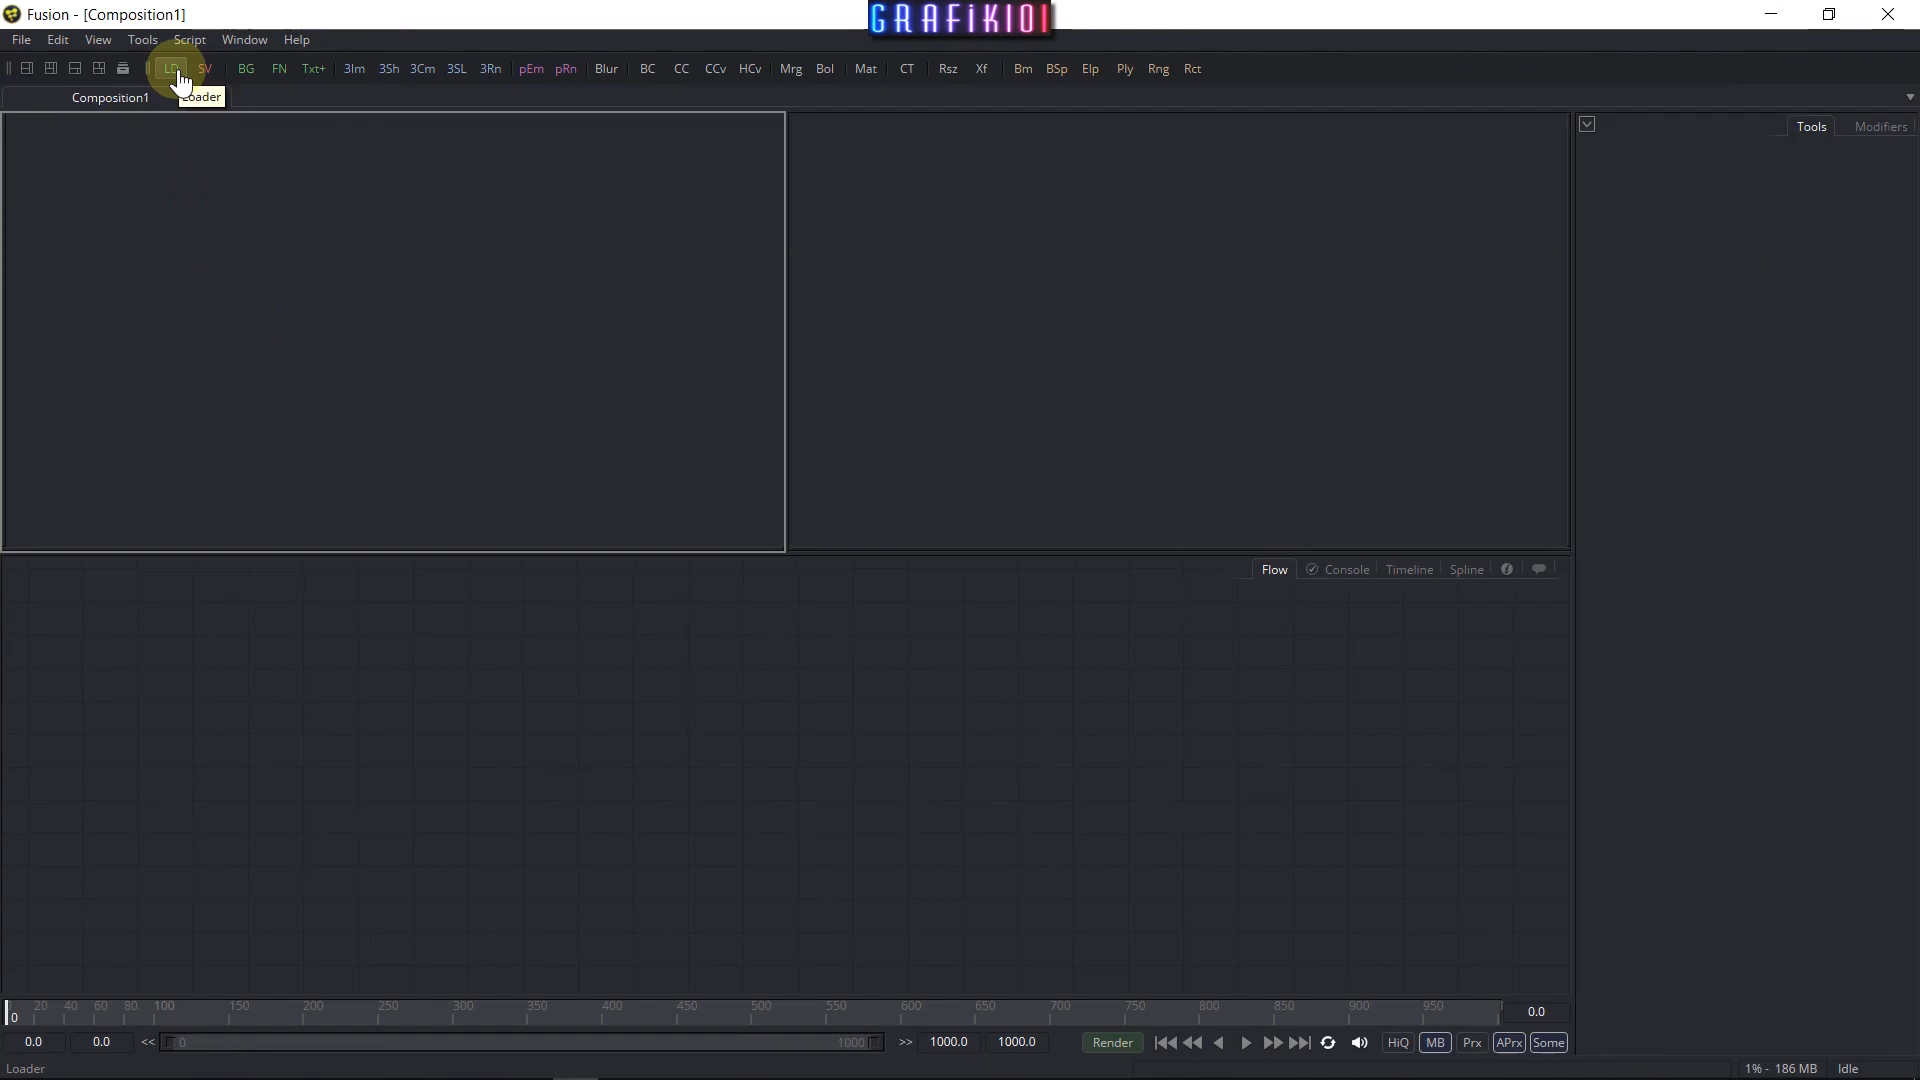 Fusion - [Composition1]
GRAFiK101
File Edit View Tools Script Window Help
LD SV BG FN Txt+ 3Im 3Sh 3Cm 3SL 3Rn pEm pRn Blur BC CC CCv HCv Mrg Bol Mat CT Rsz Xf Bm BSp Elp Ply Rng Rct
Composition1 Loader
Tools Modifiers
Flow Console Timeline Spline
0 20 40 60 80 100 150 200 250 300 350 400 450 500 550 600 650 700 750 800 850 900 950 0.0
0.0 0.0 << 0 1000 >> 1000.0 1000.0 Render HiQ MB Prx APrx Some
Loader 1% - 186 MB Idle